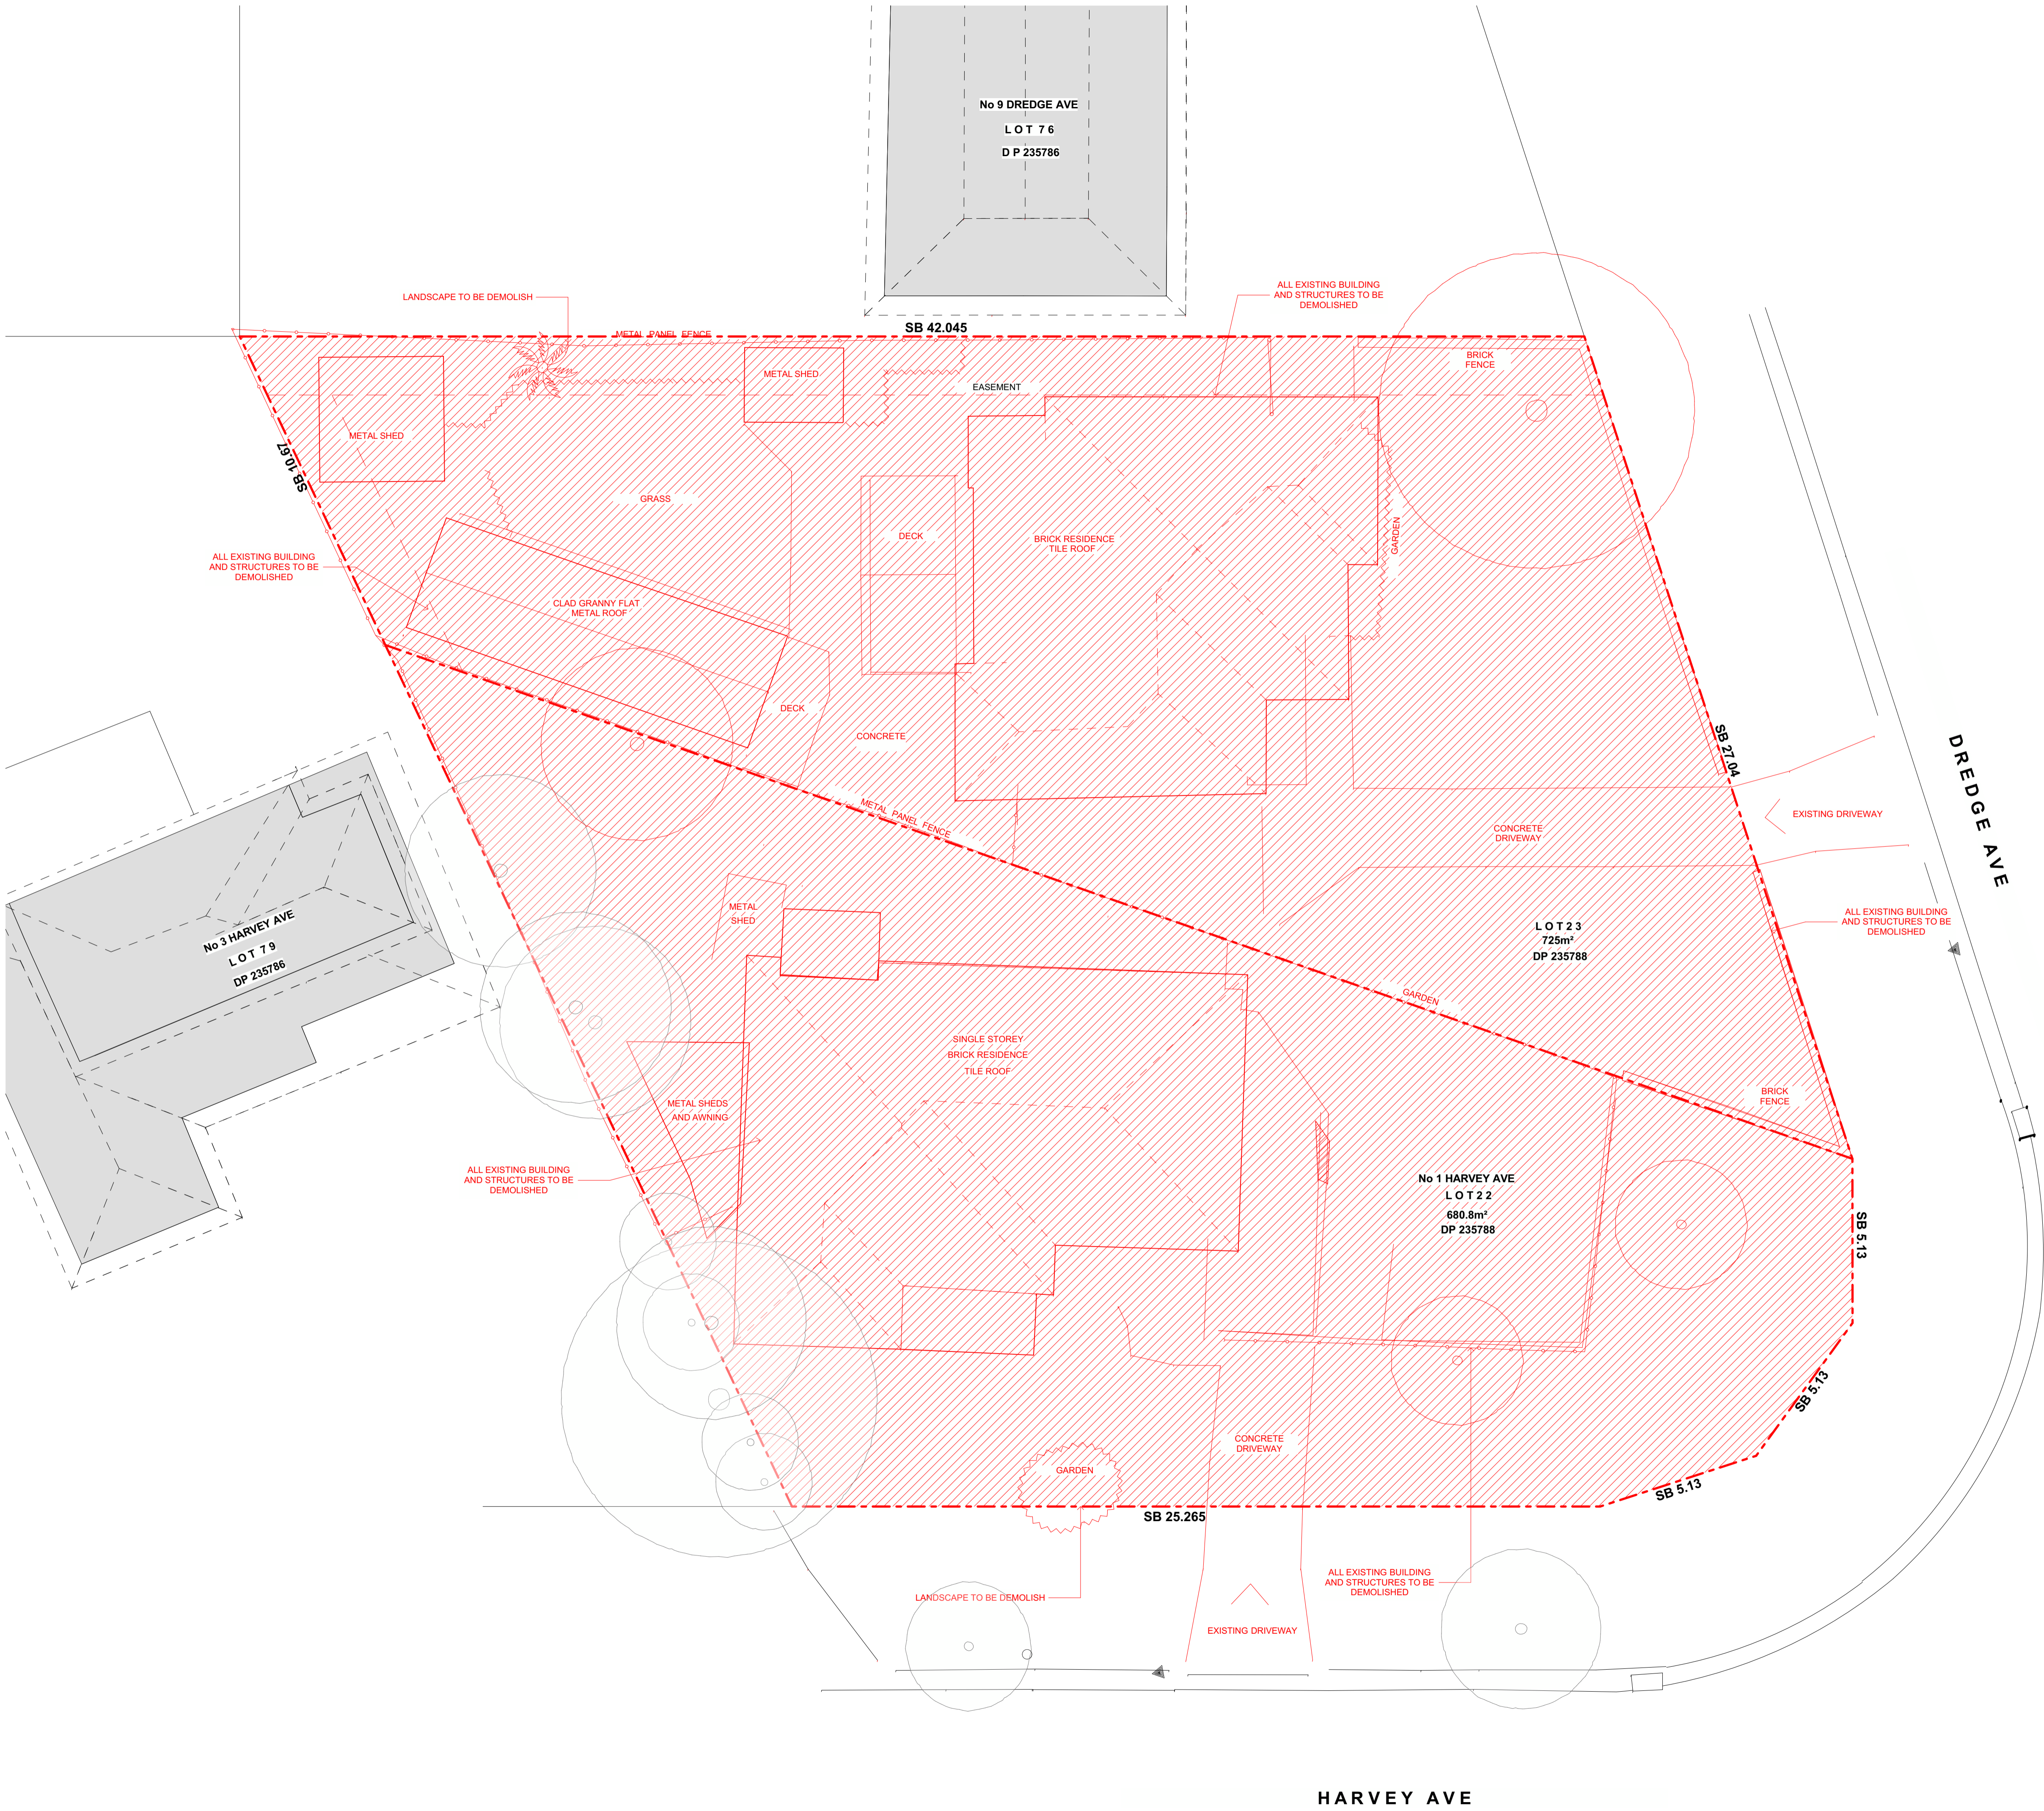 No 9 DREDGE AVE
LOT 76
DP 235786
LANDSCAPE TO BE DEMOLISH
ALL EXISTING BUILDING
AND STRUCTURES TO BE
DEMOLISHED
METAL PANEL FENCE
SB 42.045
BRICK
FENCE
METAL SHED
EASEMENT
METAL SHED
SB 10.67
GRASS
DECK
BRICK RESIDENCE
TILE ROOF
GARDEN
ALL EXISTING BUILDING
AND STRUCTURES TO BE
DEMOLISHED
CLAD GRANNY FLAT
METAL ROOF
DECK
CONCRETE
SB 27.04
DREDGE AVE
METAL PANEL FENCE
EXISTING DRIVEWAY
CONCRETE
DRIVEWAY
METAL
SHED
No 3 HARVEY AVE
LOT 79
DP 235786
LOT 23
725m²
DP 235788
ALL EXISTING BUILDING
AND STRUCTURES TO BE
DEMOLISHED
GARDEN
SINGLE STOREY
BRICK RESIDENCE
TILE ROOF
BRICK
FENCE
METAL SHEDS
AND AWNING
ALL EXISTING BUILDING
AND STRUCTURES TO BE
DEMOLISHED
No 1 HARVEY AVE
LOT 22
680.8m²
DP 235788
SB 5.13
SB 5.13
CONCRETE
DRIVEWAY
GARDEN
SB 5.13
SB 25.265
ALL EXISTING BUILDING
AND STRUCTURES TO BE
DEMOLISHED
LANDSCAPE TO BE DEMOLISH
EXISTING DRIVEWAY
HARVEY AVE